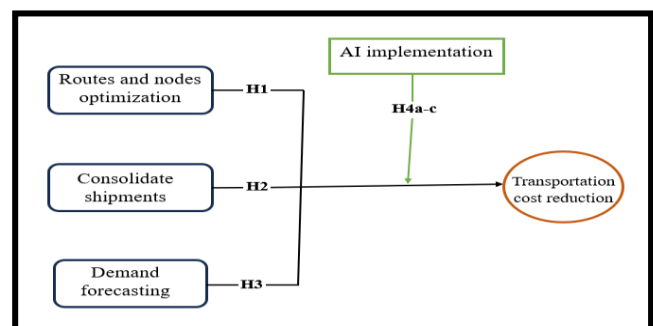 AI implementation
Routes and nodes
optimization
H1
H4a-c
Consolidate
shipments
H2
Transportation
cost reduction
Demand
forecasting
H3